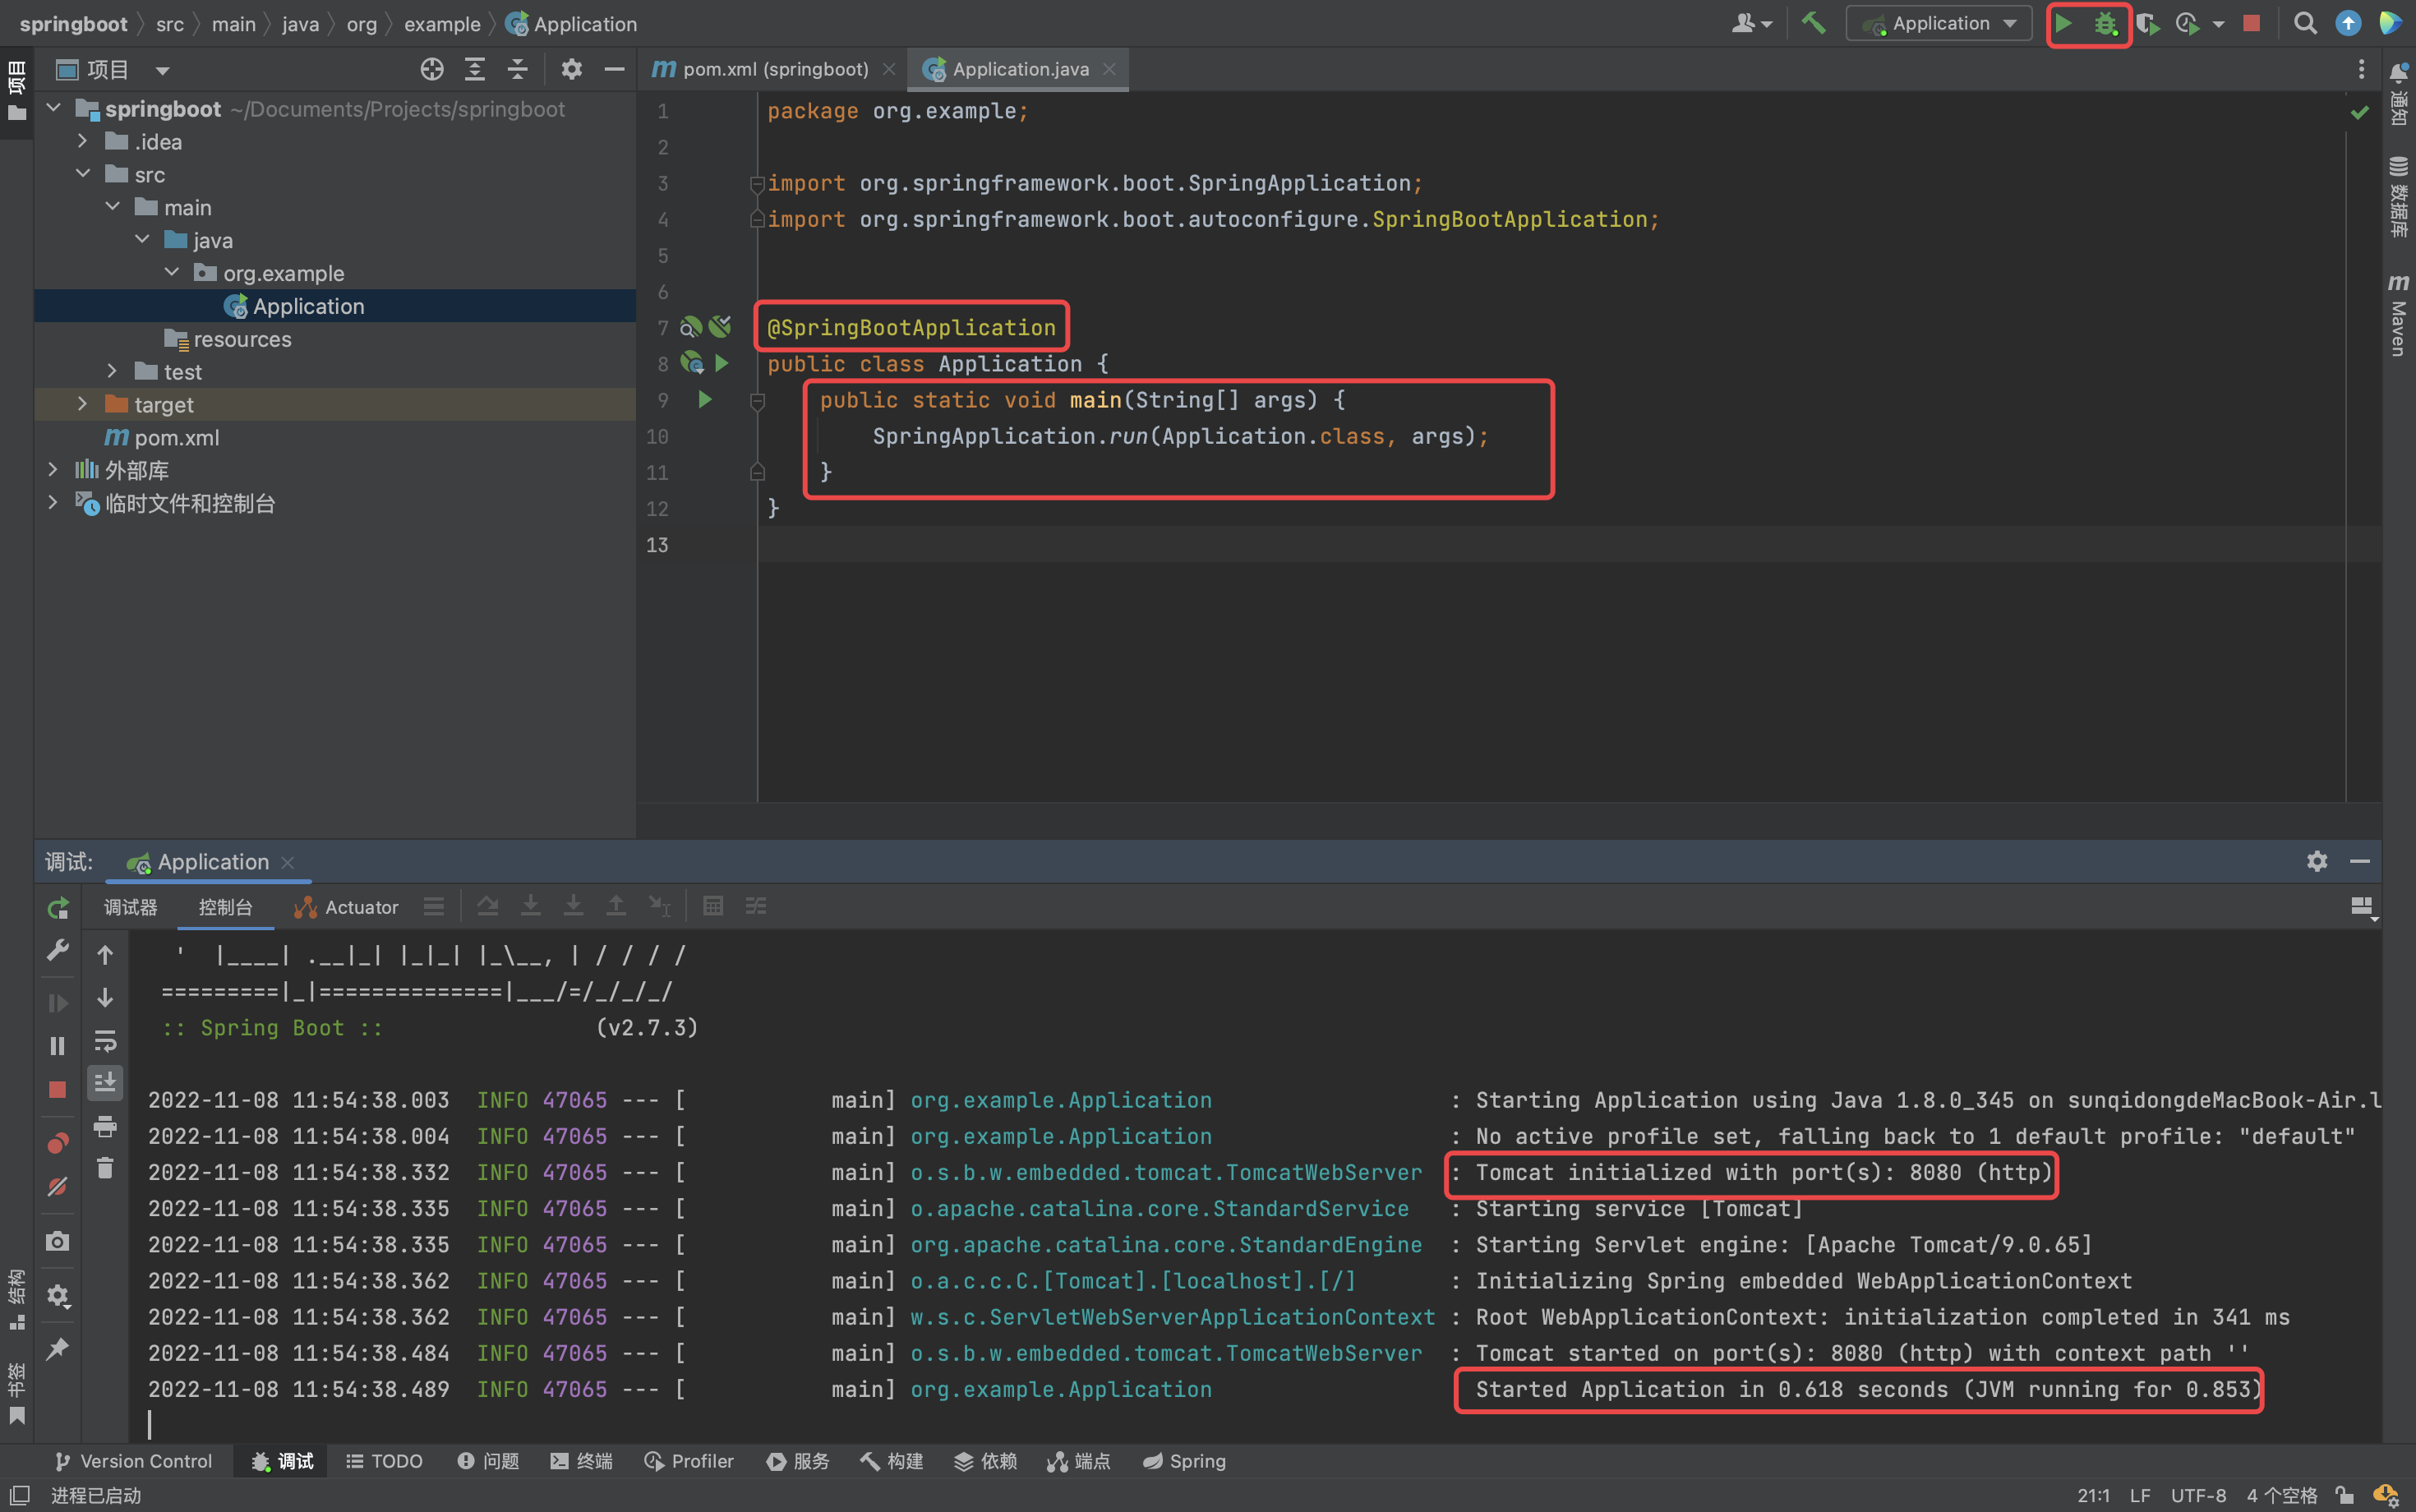 springboot src main java org example Application
Application
项目
项目
pom.xml (springboot)
Application.java
springboot ~/Documents/Projects/springboot
.idea
src
main
java
org.example
Application
resources
test
target
pom.xml
外部库
临时文件和控制台
1 package org.example;
2
3 import org.springframework.boot.SpringApplication;
4 import org.springframework.boot.autoconfigure.SpringBootApplication;
5
6
7 @SpringBootApplication
8 public class Application {
9 public static void main(String[] args) {
10 SpringApplication.run(Application.class, args);
11 }
12 }
13
通知
数据库
Maven
调试: Application
调试器 控制台 Actuator
' |____| .__|_| |_|_| |_\__, | / / / /
=========|_|==============|___/=/_/_/_/
:: Spring Boot :: (v2.7.3)
2022-11-08 11:54:38.003 INFO 47065 --- [ main] org.example.Application : Starting Application using Java 1.8.0_345 on sunqidongdeMacBook-Air.l
2022-11-08 11:54:38.004 INFO 47065 --- [ main] org.example.Application : No active profile set, falling back to 1 default profile: "default"
2022-11-08 11:54:38.332 INFO 47065 --- [ main] o.s.b.w.embedded.tomcat.TomcatWebServer : Tomcat initialized with port(s): 8080 (http)
2022-11-08 11:54:38.335 INFO 47065 --- [ main] o.apache.catalina.core.StandardService : Starting service [Tomcat]
2022-11-08 11:54:38.335 INFO 47065 --- [ main] org.apache.catalina.core.StandardEngine : Starting Servlet engine: [Apache Tomcat/9.0.65]
2022-11-08 11:54:38.362 INFO 47065 --- [ main] o.a.c.c.C.[Tomcat].[localhost].[/] : Initializing Spring embedded WebApplicationContext
2022-11-08 11:54:38.362 INFO 47065 --- [ main] w.s.c.ServletWebServerApplicationContext : Root WebApplicationContext: initialization completed in 341 ms
2022-11-08 11:54:38.484 INFO 47065 --- [ main] o.s.b.w.embedded.tomcat.TomcatWebServer : Tomcat started on port(s): 8080 (http) with context path ''
2022-11-08 11:54:38.489 INFO 47065 --- [ main] org.example.Application Started Application in 0.618 seconds (JVM running for 0.853)
结构
书签
Version Control 调试 TODO 问题 终端 Profiler 服务 构建 依赖 端点 Spring
进程已启动 21:1 LF UTF-8 4 个空格